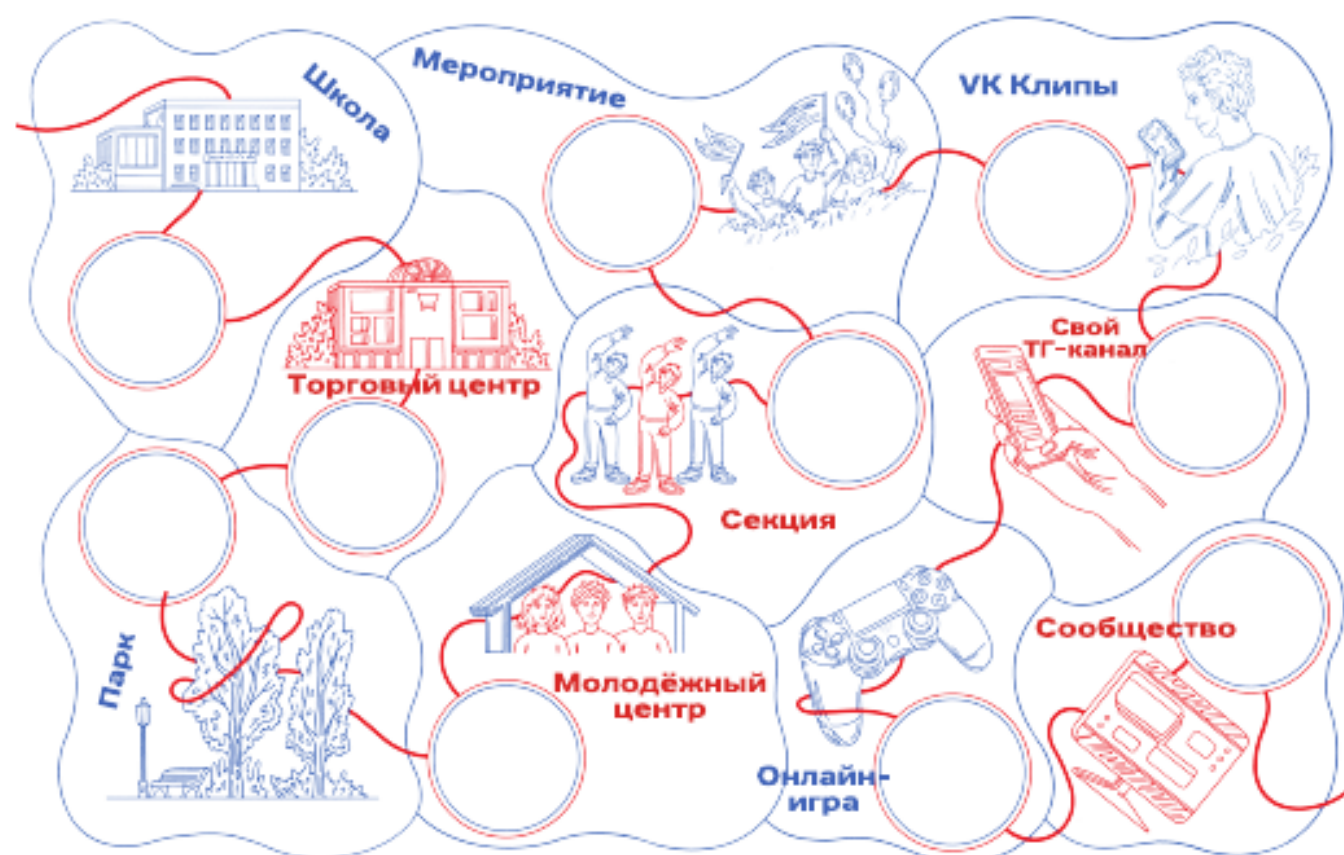 Школа
Мероприятие
VK Клипы
Торговый центр
Свой
ТГ-канал
Секция
Парк
Молодёжный
центр
Онлайн-
игра
Сообщество